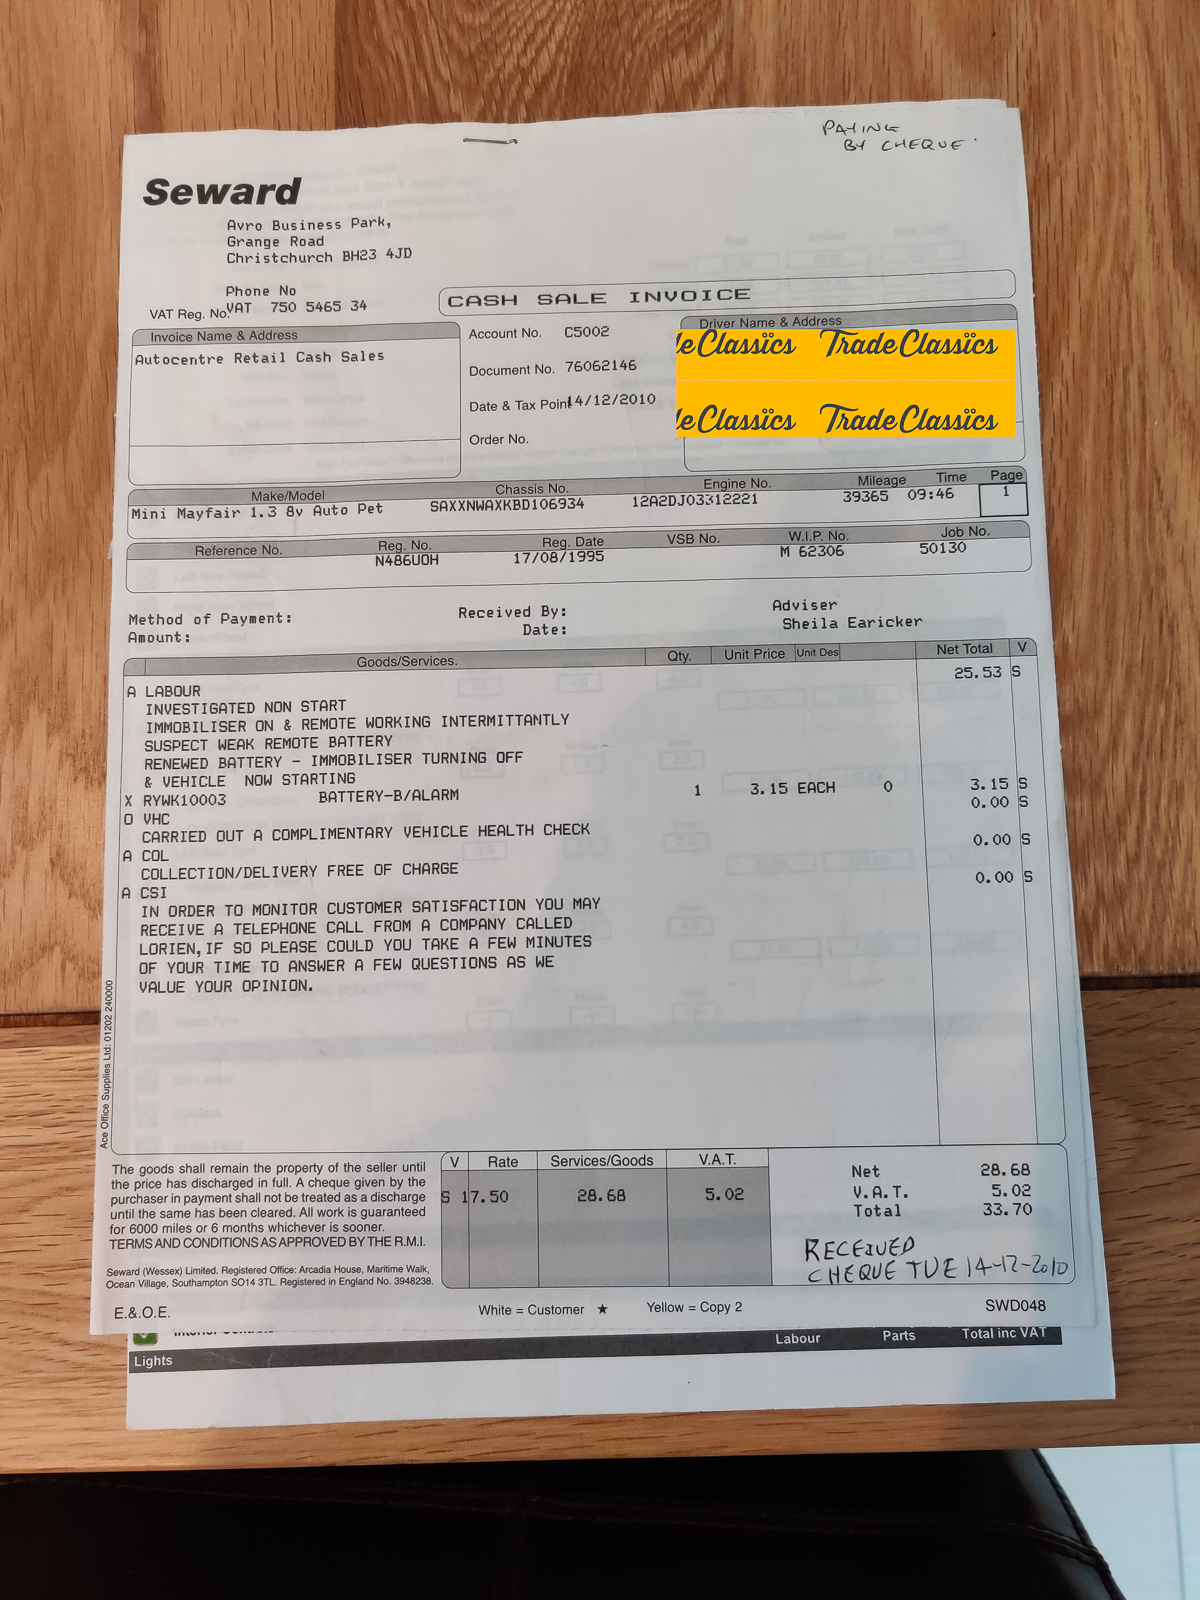 PAYING
BY CHEQUE.
Seward
Avro Business Park,
Grange Road
Christchurch BH23 4JD
Phone No
VAT Reg. No. VAT 750 5465 34
CASH SALE INVOICE
Invoice Name & Address
Autocentre Retail Cash Sales
Account No. C5002
Document No. 76062146
Date & Tax Point 14/12/2010
Order No.
Driver Name & Address
deClassics TradeClassics
deClassics TradeClassics
Make/Model Chassis No. Engine No. Mileage Time Page
Mini Mayfair 1.3 8v Auto Pet SAXXNWAXKBD106934 12A2DJ03312221 39365 09:46 1
Reference No. Reg. No. Reg. Date VSB No. W.I.P. No. Job No.
N486UOH 17/08/1995 M 62306 50130
Method of Payment: Received By: Adviser
Amount: Date: Sheila Earicker
Goods/Services. Qty. Unit Price Unit Des Net Total V
A LABOUR 25.53 S
INVESTIGATED NON START
IMMOBILISER ON & REMOTE WORKING INTERMITTANTLY
SUSPECT WEAK REMOTE BATTERY
RENEWED BATTERY - IMMOBILISER TURNING OFF
& VEHICLE NOW STARTING
X RYWK10003 BATTERY-B/ALARM 1 3.15 EACH 0 3.15 S
O VHC 0.00 S
CARRIED OUT A COMPLIMENTARY VEHICLE HEALTH CHECK
A COL 0.00 S
COLLECTION/DELIVERY FREE OF CHARGE
A CSI 0.00 S
IN ORDER TO MONITOR CUSTOMER SATISFACTION YOU MAY
RECEIVE A TELEPHONE CALL FROM A COMPANY CALLED
LORIEN,IF SO PLEASE COULD YOU TAKE A FEW MINUTES
OF YOUR TIME TO ANSWER A FEW QUESTIONS AS WE
VALUE YOUR OPINION.
Ace Office Supplies Ltd: 01202 240000
The goods shall remain the property of the seller until
the price has discharged in full. A cheque given by the
purchaser in payment shall not be treated as a discharge
until the same has been cleared. All work is guaranteed
for 6000 miles or 6 months whichever is sooner.
TERMS AND CONDITIONS AS APPROVED BY THE R.M.I.
Seward (Wessex) Limited. Registered Office: Arcadia House, Maritime Walk,
Ocean Village, Southampton SO14 3TL. Registered in England No. 3948238.
V Rate Services/Goods V.A.T.
S 17.50 28.68 5.02
Net 28.68
V.A.T. 5.02
Total 33.70
RECEIVED
CHEQUE TUE 14-12-2010
E.&.O.E. White = Customer ★ Yellow = Copy 2 SWD048
Labour Parts Total inc VAT
Lights